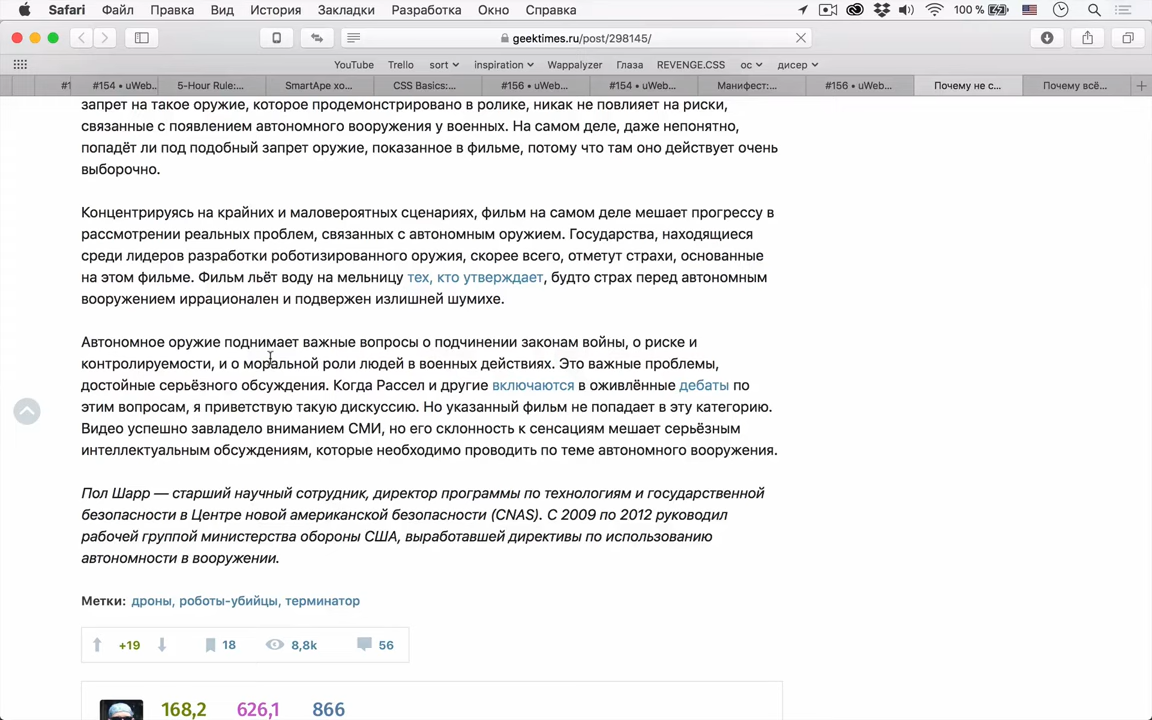 Safari Файл Правка Вид История Закладки Разработка Окно Справка 100 %
geektimes.ru/post/298145/
YouTube Trello sort inspiration Wappalyzer Глаза REVENGE.CSS ос дисер
#1 #154 • uWeb... 5-Hour Rule:... SmartApe хо... CSS Basics:... #156 • uWeb... #154 • uWeb... Манифест:... #156 • uWeb... Почему не с... Почему всё...
запрет на такое оружие, которое продемонстрировано в ролике, никак не повлияет на риски,
связанные с появлением автономного вооружения у военных. На самом деле, даже непонятно,
попадёт ли под подобный запрет оружие, показанное в фильме, потому что там оно действует очень
выборочно.
Концентрируясь на крайних и маловероятных сценариях, фильм на самом деле мешает прогрессу в
рассмотрении реальных проблем, связанных с автономным оружием. Государства, находящиеся
среди лидеров разработки роботизированного оружия, скорее всего, отметут страхи, основанные
на этом фильме. Фильм льёт воду на мельницу тех, кто утверждает, будто страх перед автономным
вооружением иррационален и подвержен излишней шумихе.
Автономное оружие поднимает важные вопросы о подчинении законам войны, о риске и
контролируемости, и о моральной роли людей в военных действиях. Это важные проблемы,
достойные серьёзного обсуждения. Когда Рассел и другие включаются в оживлённые дебаты по
этим вопросам, я приветствую такую дискуссию. Но указанный фильм не попадает в эту категорию.
Видео успешно завладело вниманием СМИ, но его склонность к сенсациям мешает серьёзным
интеллектуальным обсуждениям, которые необходимо проводить по теме автономного вооружения.
Пол Шарр — старший научный сотрудник, директор программы по технологиям и государственной
безопасности в Центре новой американской безопасности (CNAS). С 2009 по 2012 руководил
рабочей группой министерства обороны США, выработавшей директивы по использованию
автономности в вооружении.
Метки: дроны, роботы-убийцы, терминатор
+19 18 8,8k 56
168,2 626,1 866